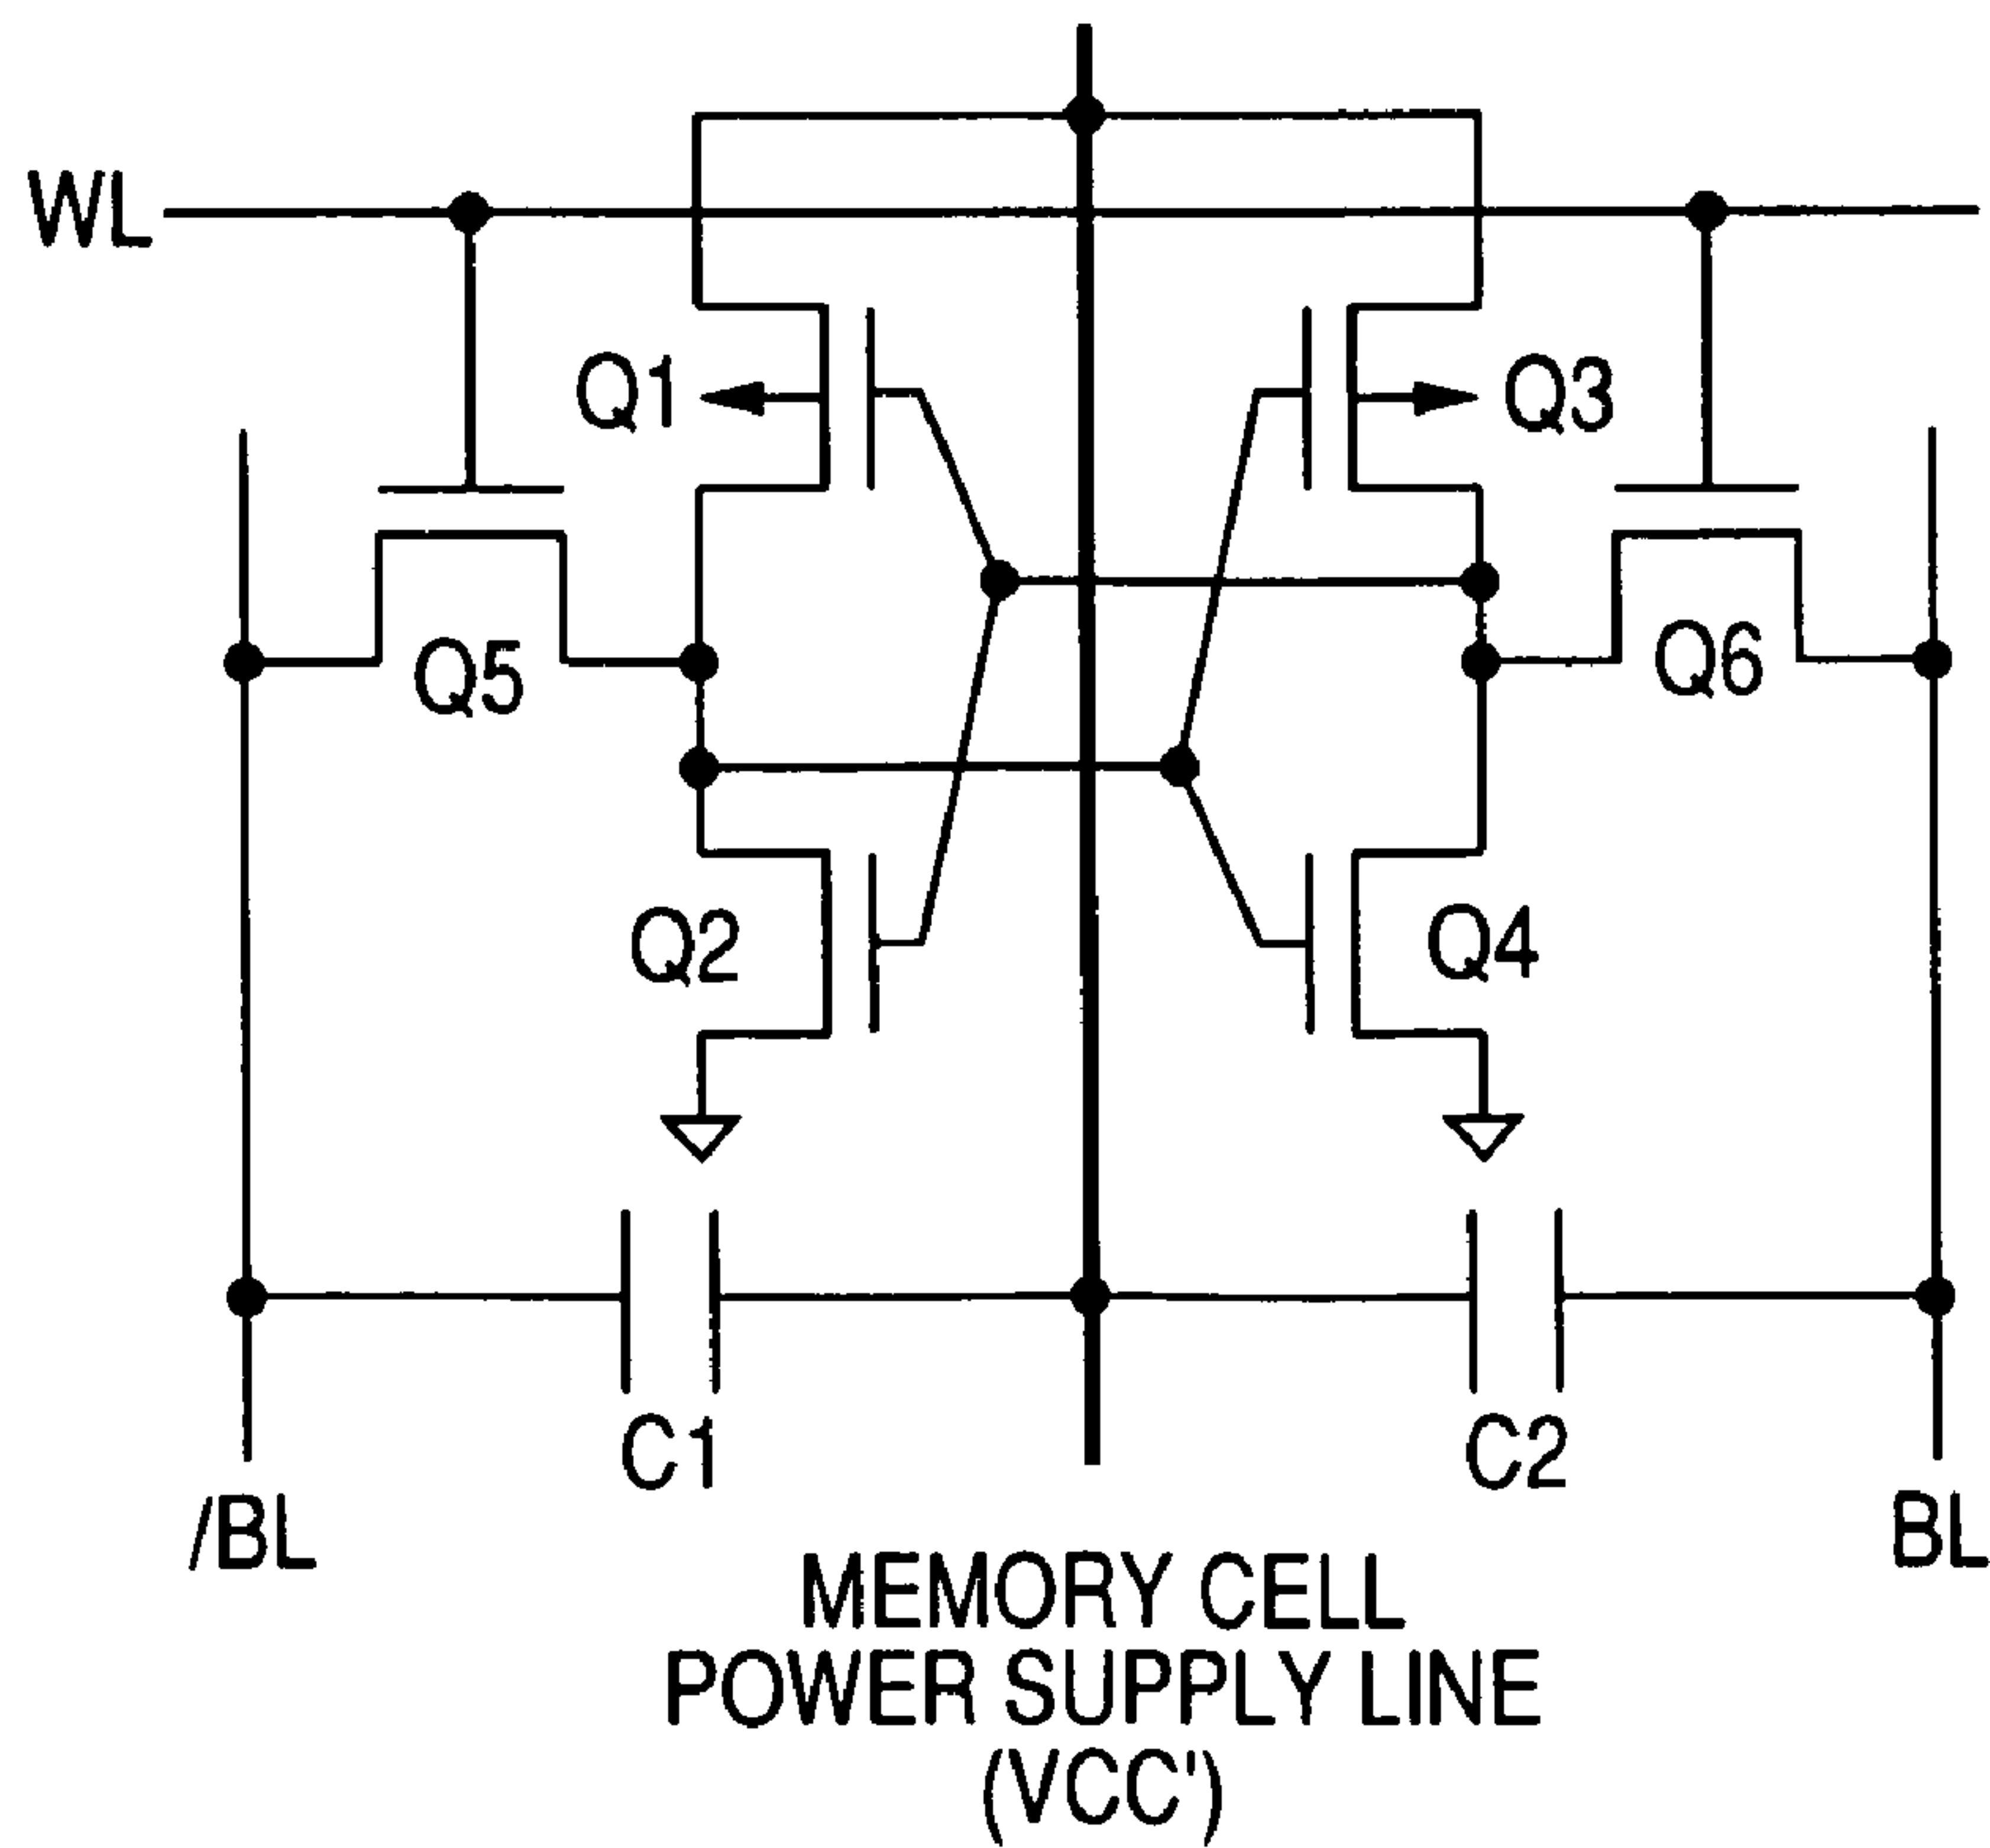 WL
Q1
Q3
Q5
Q6
Q2
Q4
C1
C2
/BL
BL
MEMORY CELL
POWER SUPPLY LINE
(VCC')